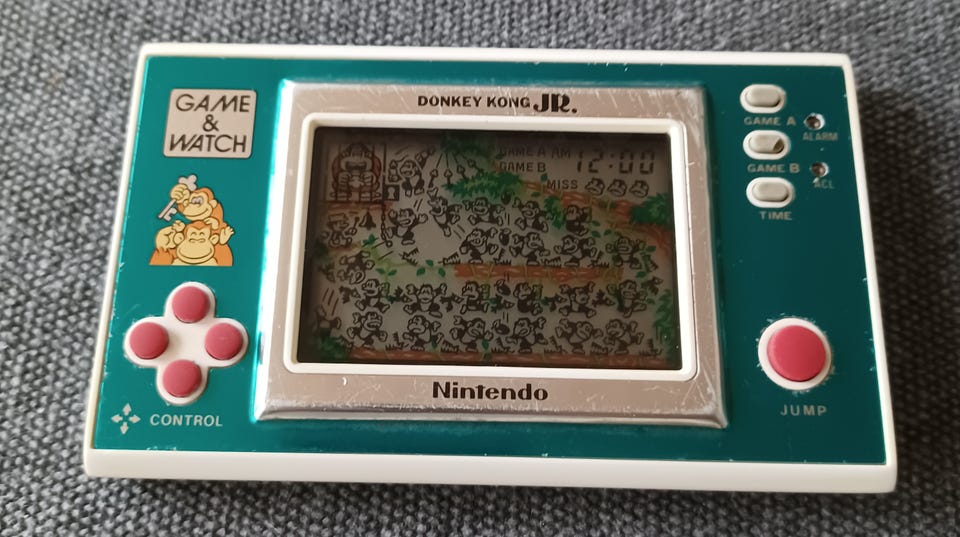 GAME
&
WATCH
DONKEY KONG JR.
GAME A AM 12:00
GAME B
MISS
GAME A
ALARM
GAME B
ACL
TIME
Nintendo
CONTROL
JUMP